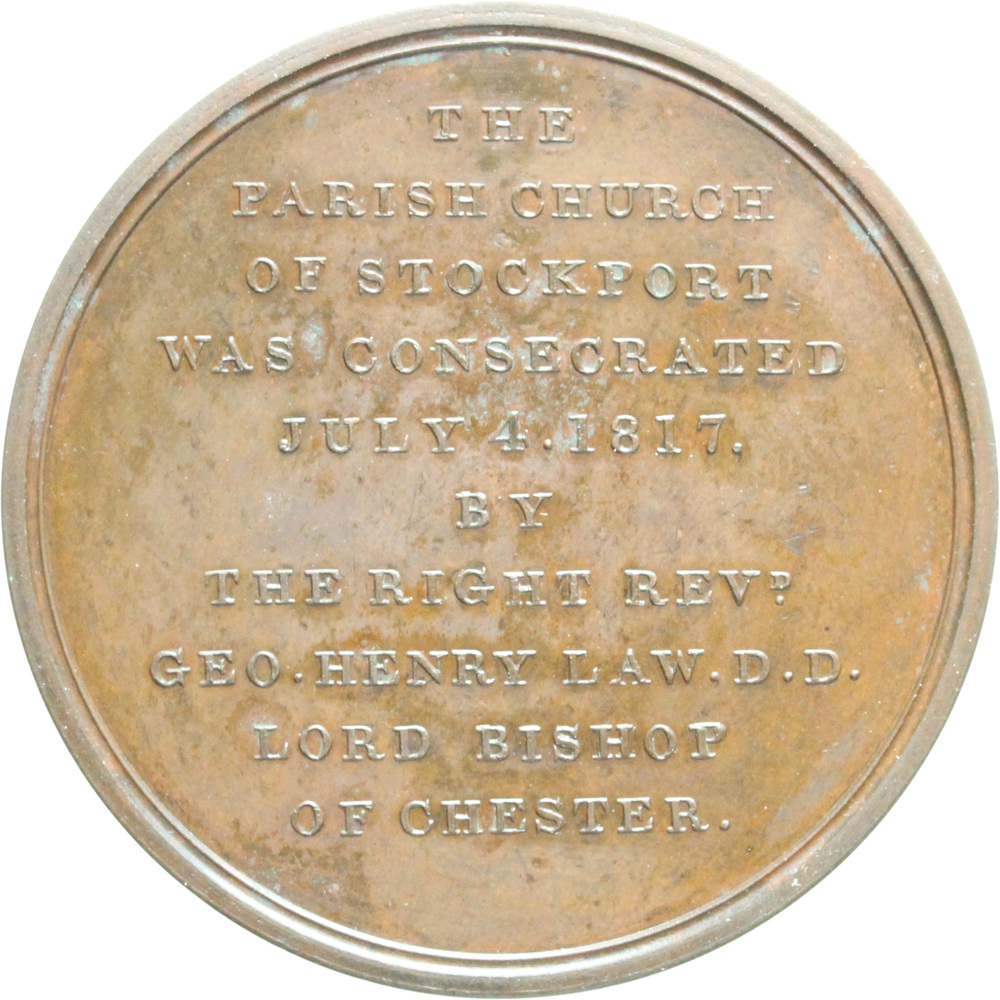 THE
PARISH CHURCH
OF STOCKPORT
WAS CONSECRATED
JULY 4.1817.
BY
THE RIGHT REVᴰ.
GEO.HENRY LAW.D.D.
LORD BISHOP
OF CHESTER.